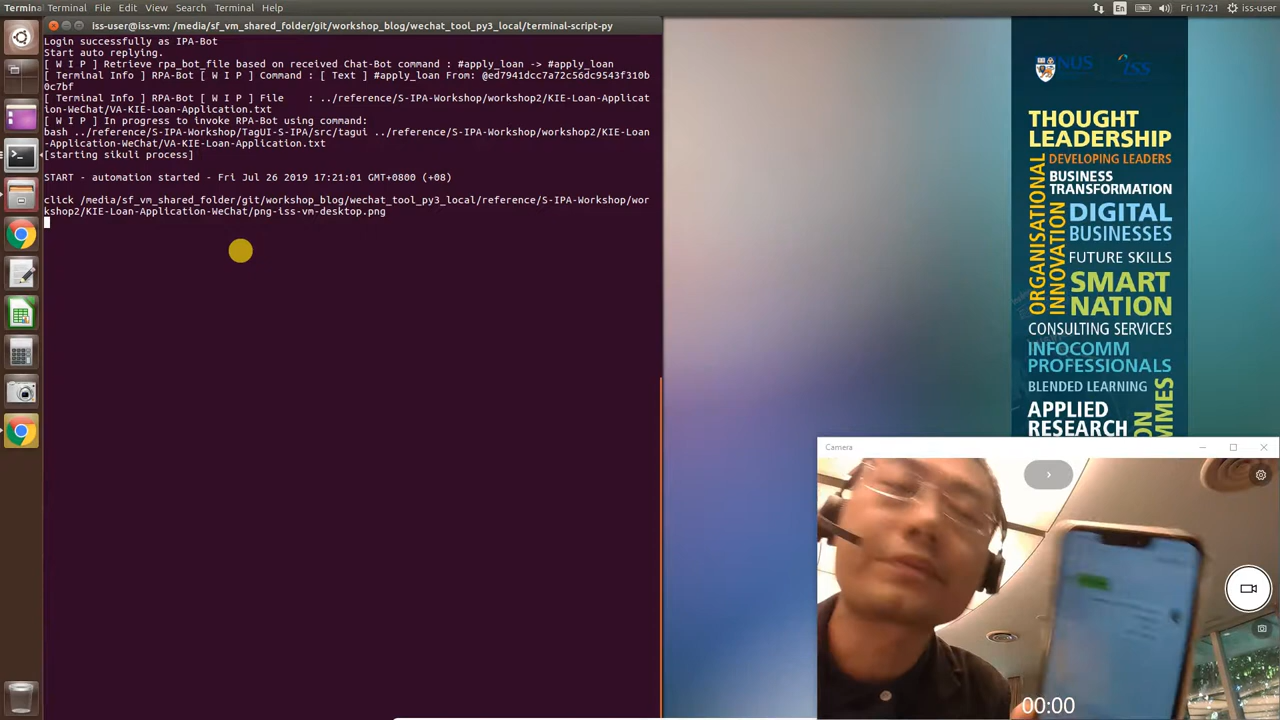 Terminal Terminal File Edit View Search Terminal Help
En
Fri 17:21
iss-user
iss-user@iss-vm: /media/sf_vm_shared_folder/git/workshop_blog/wechat_tool_py3_local/terminal-script-py
Login successfully as IPA-Bot
Start auto replying.
[ W I P ] Retrieve rpa_bot_file based on received Chat-Bot command : #apply_loan -> #apply_loan
[ Terminal Info ] RPA-Bot [ W I P ] Command : [ Text ] #apply_loan From: @ed7941dcc7a72c56dc9543f310b
0c7bf
[ Terminal Info ] RPA-Bot [ W I P ] File    : ../reference/S-IPA-Workshop/workshop2/KIE-Loan-Applicat
ion-WeChat/VA-KIE-Loan-Application.txt
[ W I P ] In progress to invoke RPA-Bot using command:
bash ../reference/S-IPA-Workshop/TagUI-S-IPA/src/tagui ../reference/S-IPA-Workshop/workshop2/KIE-Loan
-Application-WeChat/VA-KIE-Loan-Application.txt
[starting sikuli process]
START - automation started - Fri Jul 26 2019 17:21:01 GMT+0800 (+08)
click /media/sf_vm_shared_folder/git/workshop_blog/wechat_tool_py3_local/reference/S-IPA-Workshop/wor
kshop2/KIE-Loan-Application-WeChat/png-iss-vm-desktop.png
NUS
iss
THOUGHT
LEADERSHIP
ORGANISATIONAL
INNOVATION
DEVELOPING LEADERS
BUSINESS
TRANSFORMATION
DIGITAL
BUSINESSES
FUTURE SKILLS
SMART
NATION
CONSULTING SERVICES
INFOCOMM
PROFESSIONALS
BLENDED LEARNING
APPLIED
RESEARCH
Camera
00:00